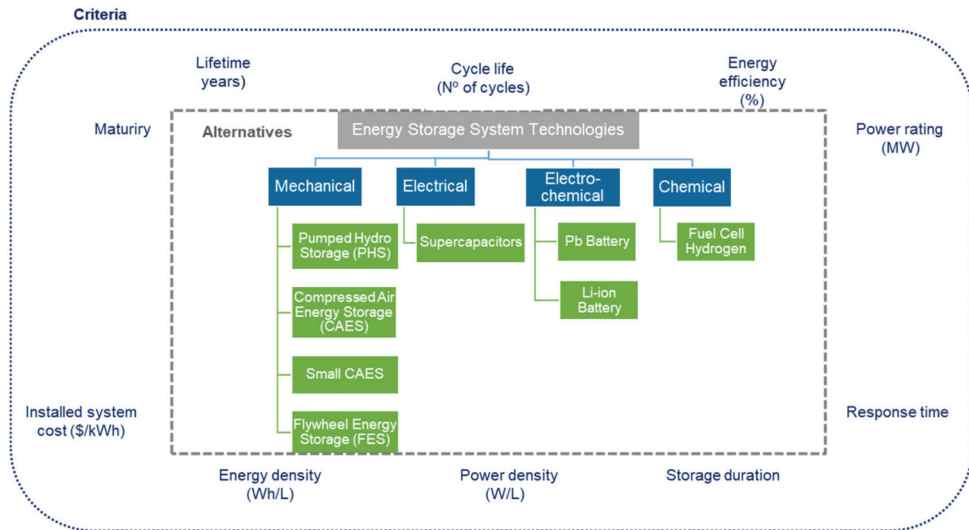 Criteria
Lifetime
years)
Cycle life
(Nº of cycles)
Energy
efficiency
(%)
Maturiry
Alternatives
Energy Storage System Technologies
Power rating
(MW)
Mechanical
Electrical
Electro-
chemical
Chemical
Pumped Hydro
Storage (PHS)
Supercapacitors
Pb Battery
Fuel Cell
Hydrogen
Compressed Air
Energy Storage
(CAES)
Li-ion
Battery
Small CAES
Installed system
cost ($/kWh)
Flywheel Energy
Storage (FES)
Response time
Energy density
(Wh/L)
Power density
(W/L)
Storage duration